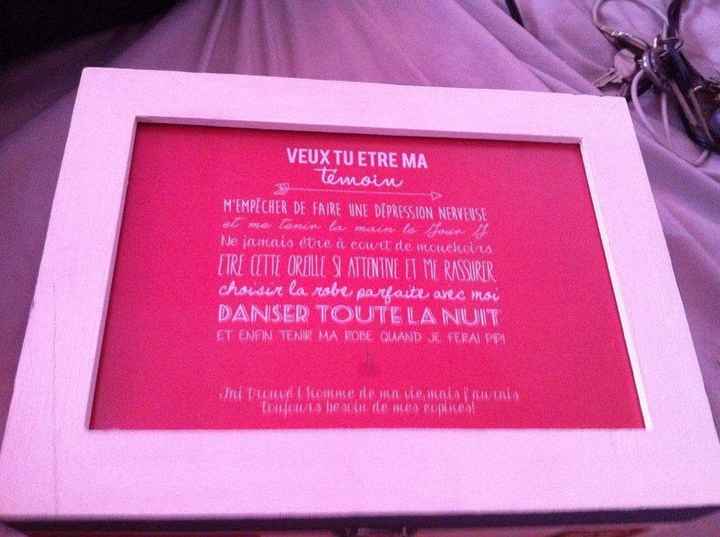 VEUX TU ETRE MA
témoin
M'EMPÊCHER DE FAIRE UNE DÉPRESSION NERVEUSE
et me tenir la main le Jour J
Ne jamais être à court de mouchoirs
ETRE CETTE OREILLE SI ATTENTIVE ET ME RASSURER
choisir la robe parfaite avec moi
DANSER TOUTE LA NUIT
ET ENFIN TENIR MA ROBE QUAND JE FERAI PIPI
J'ai trouvé l'homme de ma vie, mais j'aurais
toujours besoin de mes copines!